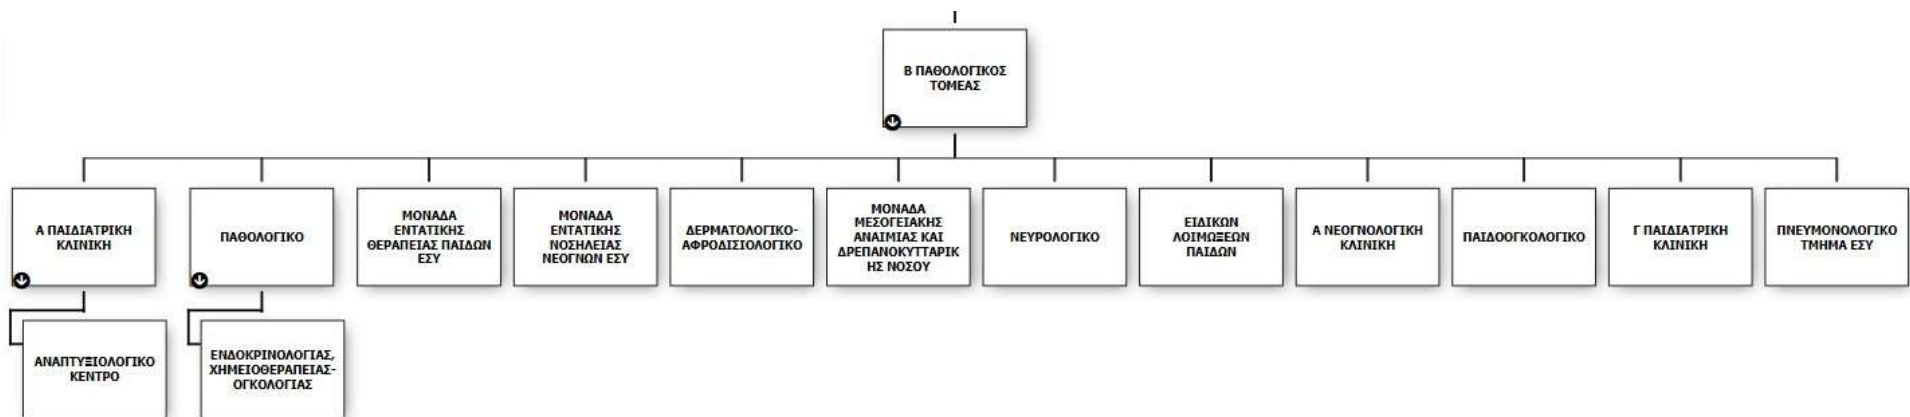 Β ΠΑΘΟΛΟΓΙΚΟΣ
ΤΟΜΕΑΣ
Α ΠΑΙΔΙΑΤΡΙΚΗ
ΚΛΙΝΙΚΗ
ΠΑΘΟΛΟΓΙΚΟ
ΜΟΝΑΔΑ
ΕΝΤΑΤΙΚΗΣ
ΘΕΡΑΠΕΙΑΣ ΠΑΙΔΩΝ
ΕΣΥ
ΜΟΝΑΔΑ
ΕΝΤΑΤΙΚΗΣ
ΝΟΣΗΛΕΙΑΣ
ΝΕΟΓΝΩΝ ΕΣΥ
ΔΕΡΜΑΤΟΛΟΓΙΚΟ-
ΑΦΡΟΔΙΣΙΟΛΟΓΙΚΟ
ΜΟΝΑΔΑ
ΜΕΣΟΓΕΙΑΚΗΣ
ΑΝΑΙΜΙΑΣ ΚΑΙ
ΔΡΕΠΑΝΟΚΥΤΤΑΡΙΚ
ΗΣ ΝΟΣΟΥ
ΝΕΥΡΟΛΟΓΙΚΟ
ΕΙΔΙΚΩΝ
ΛΟΙΜΩΞΕΩΝ
ΠΑΙΔΩΝ
Α ΝΕΟΓΝΟΛΟΓΙΚΗ
ΚΛΙΝΙΚΗ
ΠΑΙΔΟΟΓΚΟΛΟΓΙΚΟ
Γ ΠΑΙΔΙΑΤΡΙΚΗ
ΚΛΙΝΙΚΗ
ΠΝΕΥΜΟΝΟΛΟΓΙΚΟ
ΤΜΗΜΑ ΕΣΥ
ΑΝΑΠΤΥΞΙΟΛΟΓΙΚΟ
ΚΕΝΤΡΟ
ΕΝΔΟΚΡΙΝΟΛΟΓΙΑΣ,
ΧΗΜΕΙΟΘΕΡΑΠΕΙΑΣ-
ΟΓΚΟΛΟΓΙΑΣ